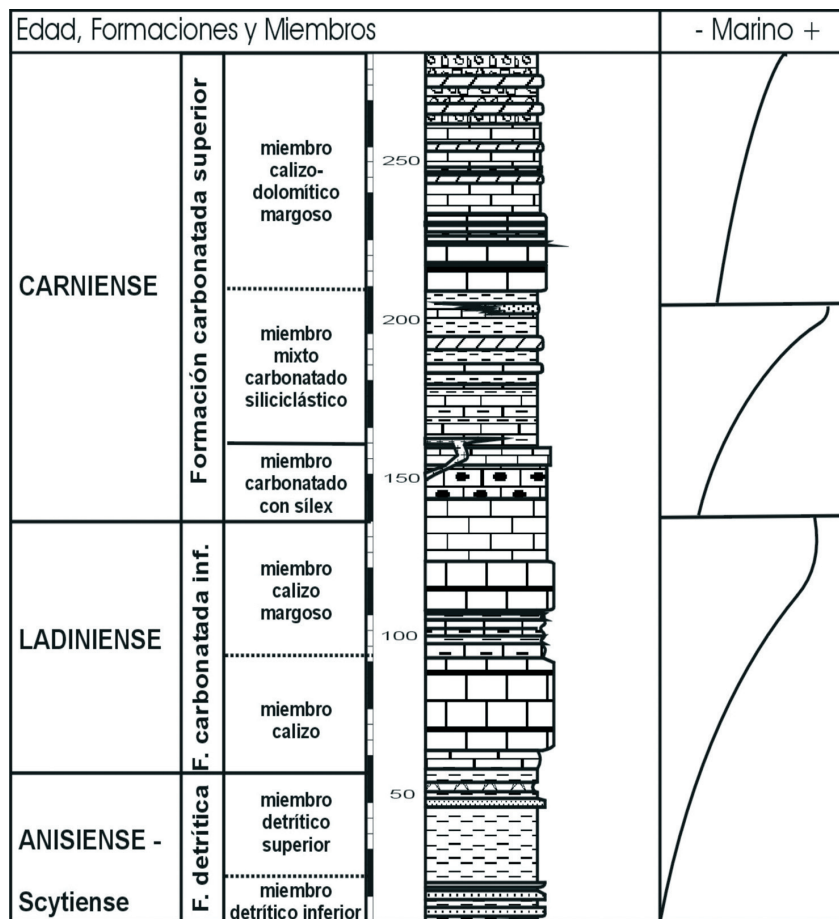 Edad, Formaciones y Miembros
- Marino +
CARNIENSE
Formación carbonatada superior
miembro
calizo-
dolomítico
margoso
250
200
miembro
mixto
carbonatado
siliciclástico
miembro
carbonatado
con sílex
150
LADINIENSE
F. carbonatada inf.
miembro
calizo
margoso
100
miembro
calizo
ANISIENSE -
Scytiense
F. detrítica
miembro
detrítico
superior
50
miembro
detrítico inferior